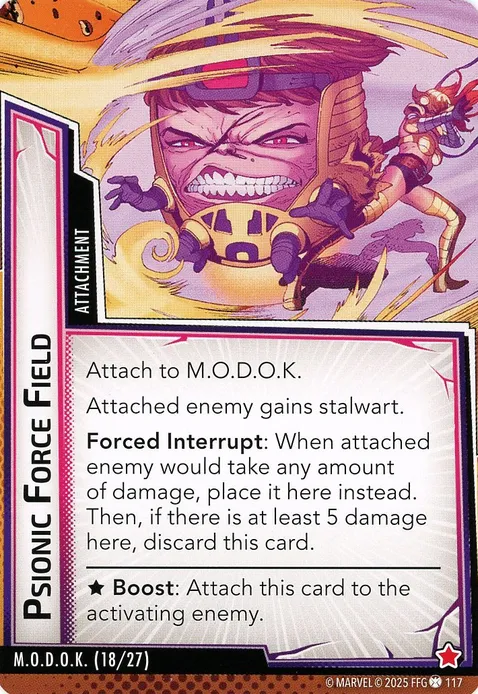 ATTACHMENT
PSIONIC FORCE FIELD
Attach to M.O.D.O.K.
Attached enemy gains stalwart.
Forced Interrupt: When attached
enemy would take any amount
of damage, place it here instead.
Then, if there is at least 5 damage
here, discard this card.
★ Boost: Attach this card to the
activating enemy.
M.O.D.O.K. (18/27)
© MARVEL © 2025 FFG 117